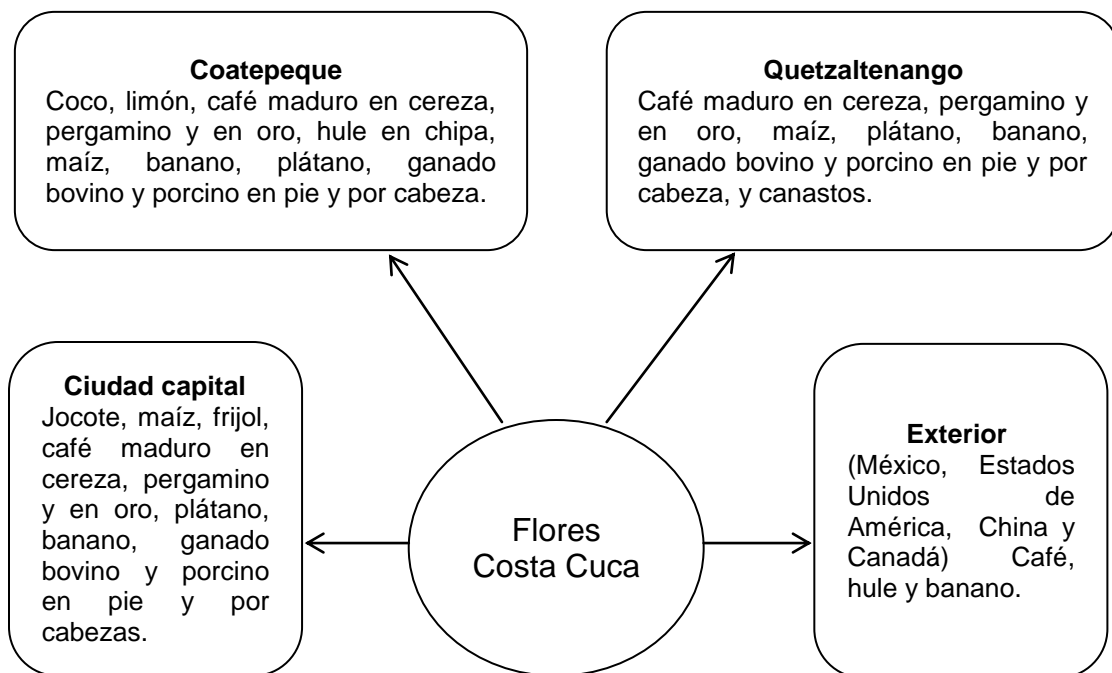 Coatepeque
Coco, limón, café maduro en cereza,
pergamino y en oro, hule en chipa,
maíz, banano, plátano, ganado
bovino y porcino en pie y por cabeza.
Quetzaltenango
Café maduro en cereza, pergamino y
en oro, maíz, plátano, banano,
ganado bovino y porcino en pie y por
cabeza, y canastos.
Ciudad capital
Jocote, maíz, frijol,
café maduro en
cereza, pergamino
y en oro, plátano,
banano, ganado
bovino y porcino
en pie y por
cabezas.
Flores
Costa Cuca
Exterior
(México, Estados
Unidos de
América, China y
Canadá) Café,
hule y banano.